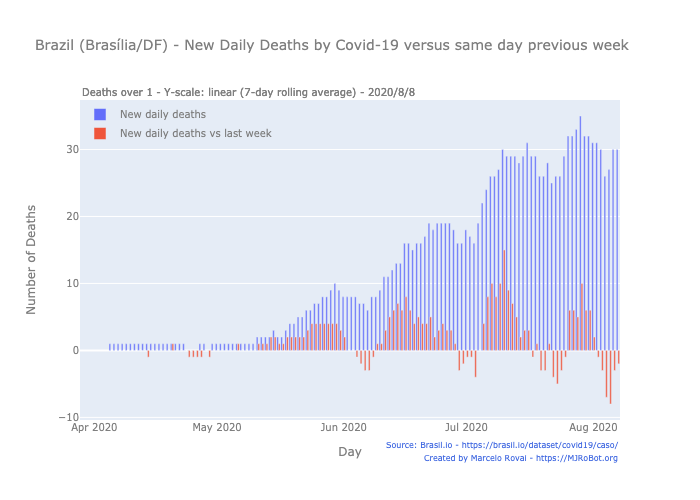 Brazil (Brasília/DF) - New Daily Deaths by Covid-19 versus same day previous week
Deaths over 1 - Y-scale: linear (7-day rolling average) - 2020/8/8
New daily deaths
New daily deaths vs last week
Number of Deaths
30
20
10
0
−10
Apr 2020
May 2020
Jun 2020
Jul 2020
Aug 2020
Day
Source: Brasil.io - https://brasil.io/dataset/covid19/caso/
Created by Marcelo Rovai - https://MJRoBot.org